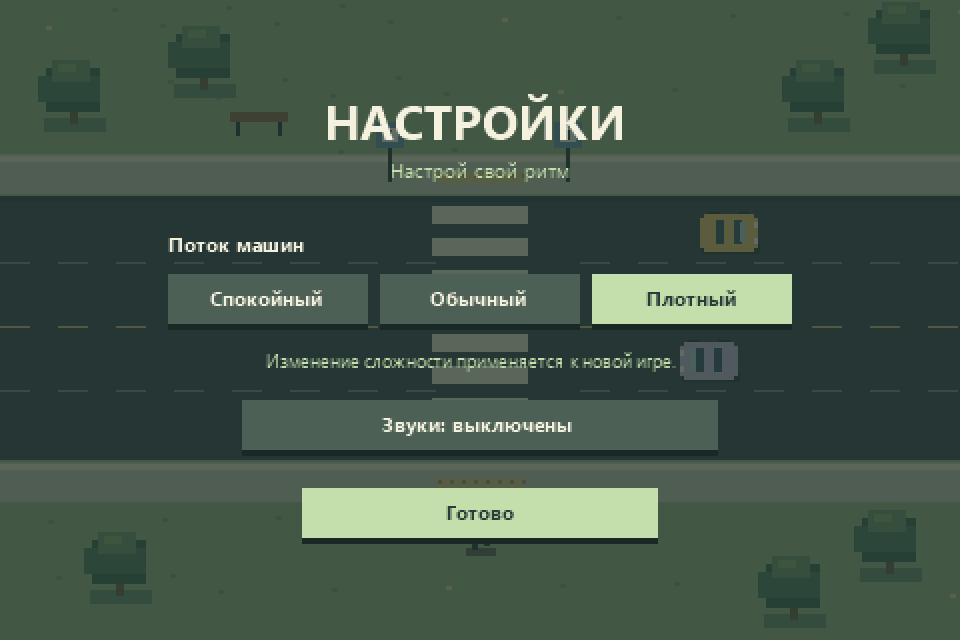 НАСТРОЙКИ
Настрой свой ритм
Поток машин
Спокойный Обычный Плотный
Изменение сложности применяется к новой игре.
Звуки: выключены
Готово